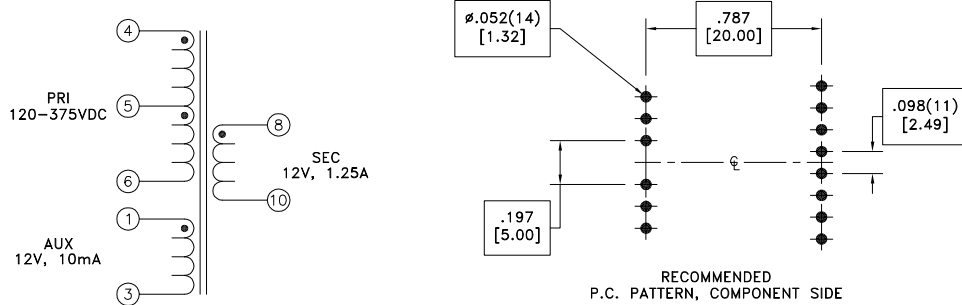 4
PRI
120-375VDC
5
6
1
AUX
12V, 10mA
3
8
SEC
12V, 1.25A
10
ø.052(14)
[1.32]
.787
[20.00]
.098(11)
[2.49]
℄
.197
[5.00]
RECOMMENDED
P.C. PATTERN, COMPONENT SIDE